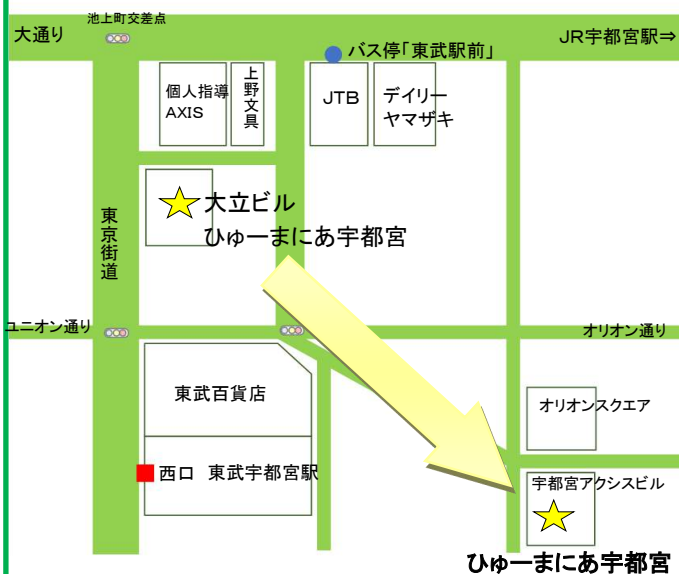 池上町交差点
大通り
JR宇都宮駅⇒
バス停「東武駅前」
個人指導
AXIS
上野文具
JTB
デイリー
ヤマザキ
大立ビル
ひゅーまにあ宇都宮
東京街道
ユニオン通り
オリオン通り
東武百貨店
オリオンスクエア
西口 東武宇都宮駅
宇都宮アクシスビル
ひゅーまにあ宇都宮